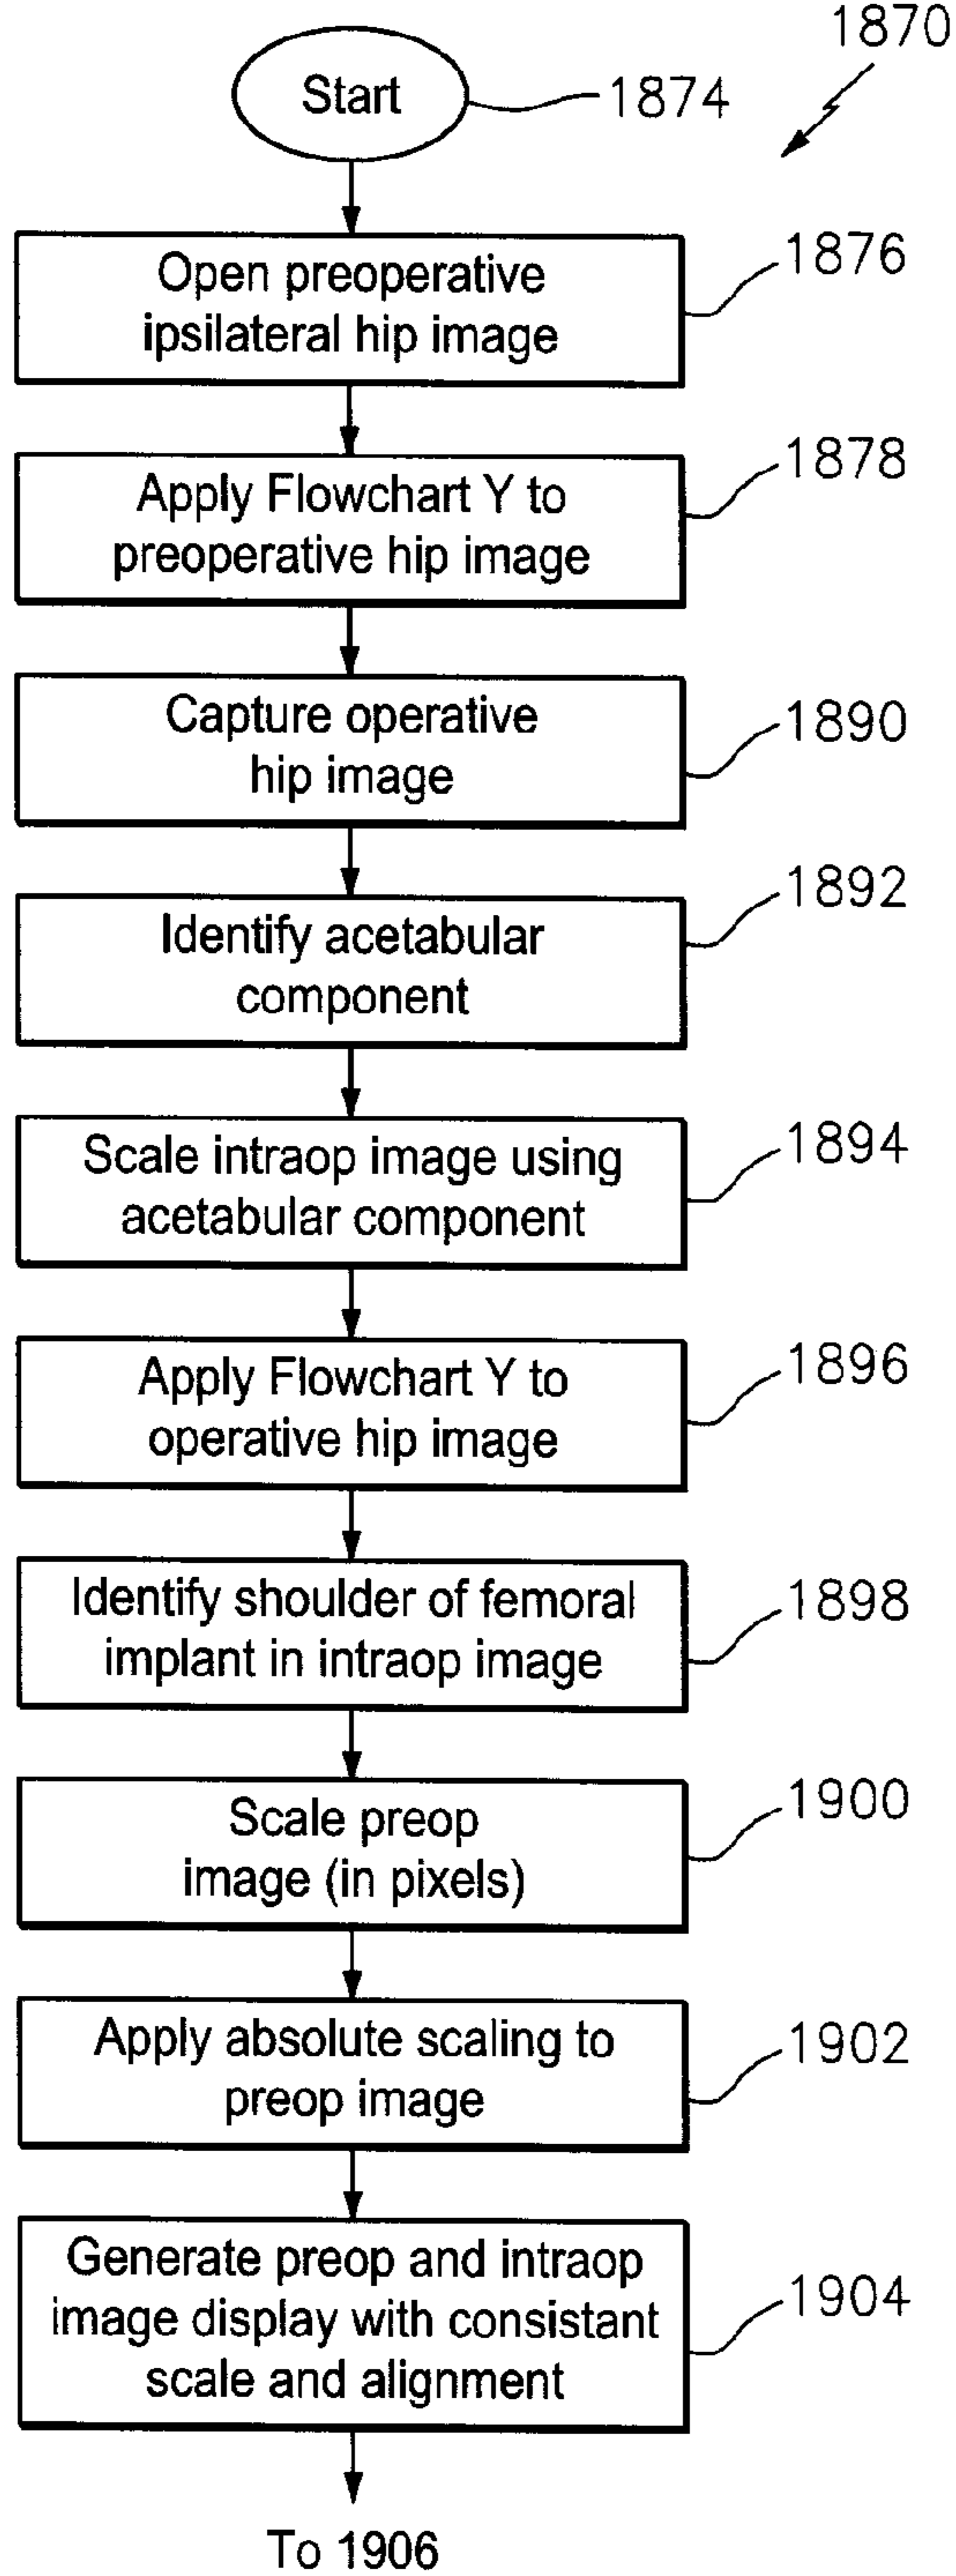 1870
Start
1874
Open preoperative
ipsilateral hip image
1876
Apply Flowchart Y to
preoperative hip image
1878
Capture operative
hip image
1890
Identify acetabular
component
1892
Scale intraop image using
acetabular component
1894
Apply Flowchart Y to
operative hip image
1896
Identify shoulder of femoral
implant in intraop image
1898
Scale preop
image (in pixels)
1900
Apply absolute scaling to
preop image
1902
Generate preop and intraop
image display with consistant
scale and alignment
1904
To 1906